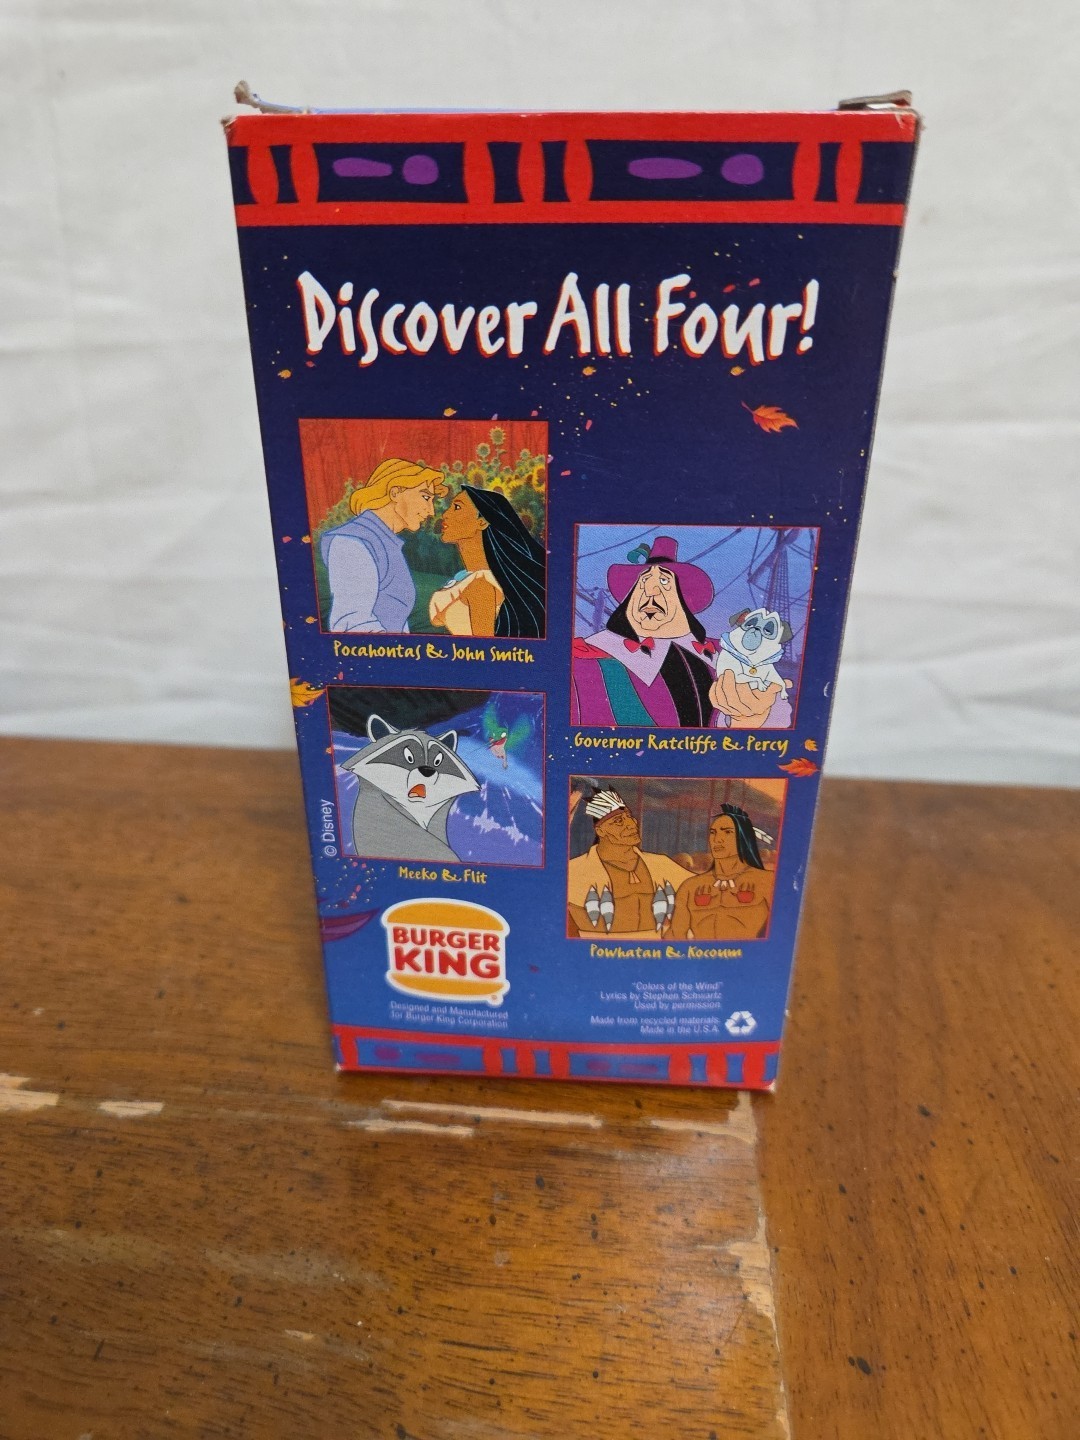 Discover All Four!
Pocahontas & John Smith
Governor Ratcliffe & Percy
© Disney
Meeko & Flit
Powhatan & Kocoum
BURGER
KING
®
Designed and Manufactured
for Burger King Corporation
"Colors of the Wind"
Lyrics by Stephen Schwartz
Used by permission.
Made from recycled materials.
Made in the U.S.A.